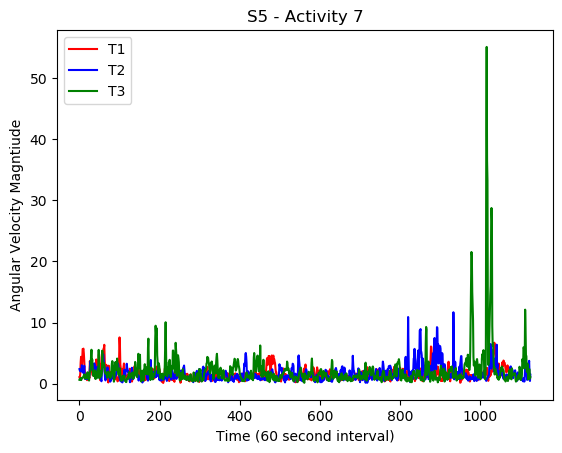 S5 - Activity 7
T1
T2
T3
Angular Velocity Magntiude
50
40
30
20
10
0
0 200 400 600 800 1000
Time (60 second interval)